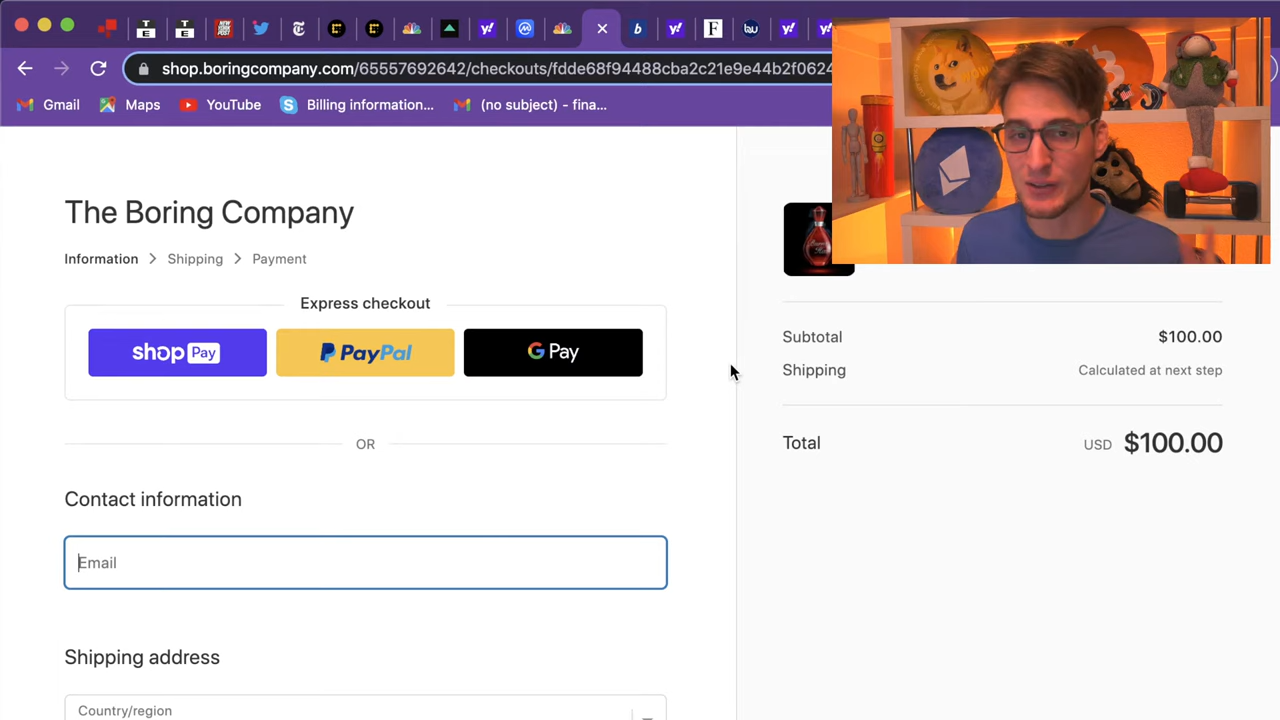 shop.boringcompany.com/65557692642/checkouts/fdde68f94488cba2c21e9e44b2f0624
Gmail Maps YouTube Billing information... (no subject) - fina...
The Boring Company
Information > Shipping > Payment
Express checkout
shop Pay PayPal G Pay
OR
Contact information
Email
Shipping address
Country/region
Subtotal $100.00
Shipping Calculated at next step
Total USD $100.00